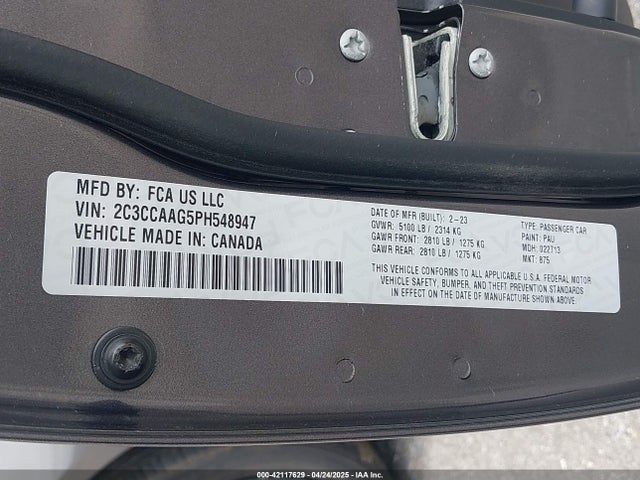 MFD BY: FCA US LLC
VIN: 2C3CCAAG5PH548947
VEHICLE MADE IN: CANADA
DATE OF MFR (BUILT): 2-23
GVWR: 5100 LB / 2314 KG
GAWR FRONT: 2810 LB / 1275 KG
GAWR REAR: 2810 LB / 1275 KG
TYPE: PASSENGER CAR
PAINT: PAU
MDH: 022713
MKT: 875
THIS VEHICLE CONFORMS TO ALL APPLICABLE U.S.A. FEDERAL MOTOR
VEHICLE SAFETY, BUMPER, AND THEFT PREVENTION STANDARDS
IN EFFECT ON THE DATE OF MANUFACTURE SHOWN ABOVE:
000-42117629 - 04/24/2025 - IAA Inc.